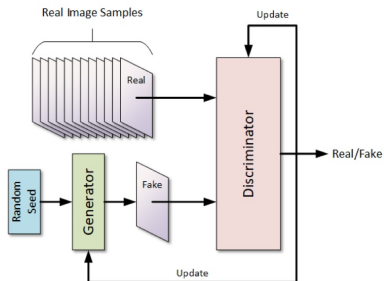 Real Image Samples
Update
Real
Discriminator
Real/Fake
Random
Seed
Generator
Fake
Update